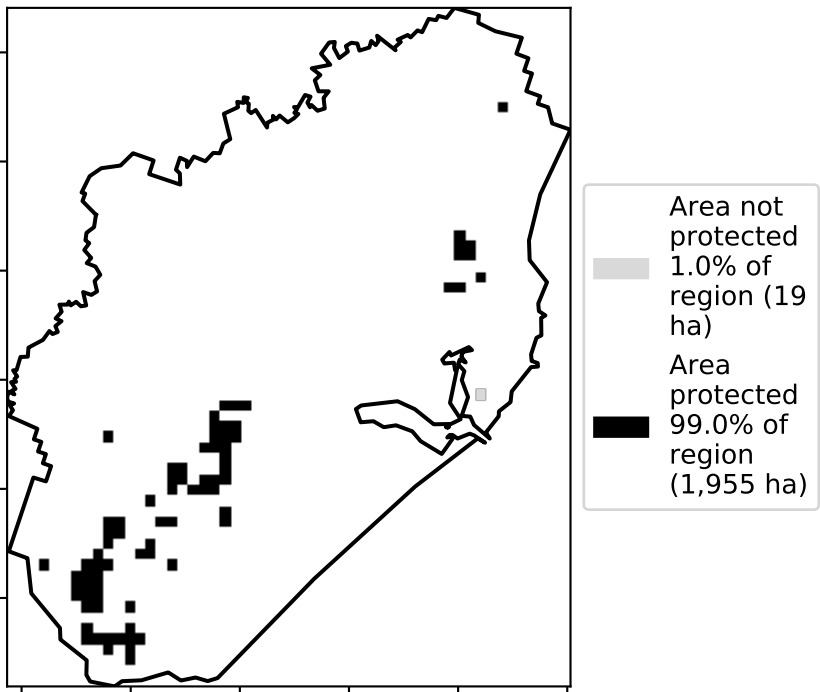 Area not
protected
1.0% of
region (19
ha)
Area
protected
99.0% of
region
(1,955 ha)